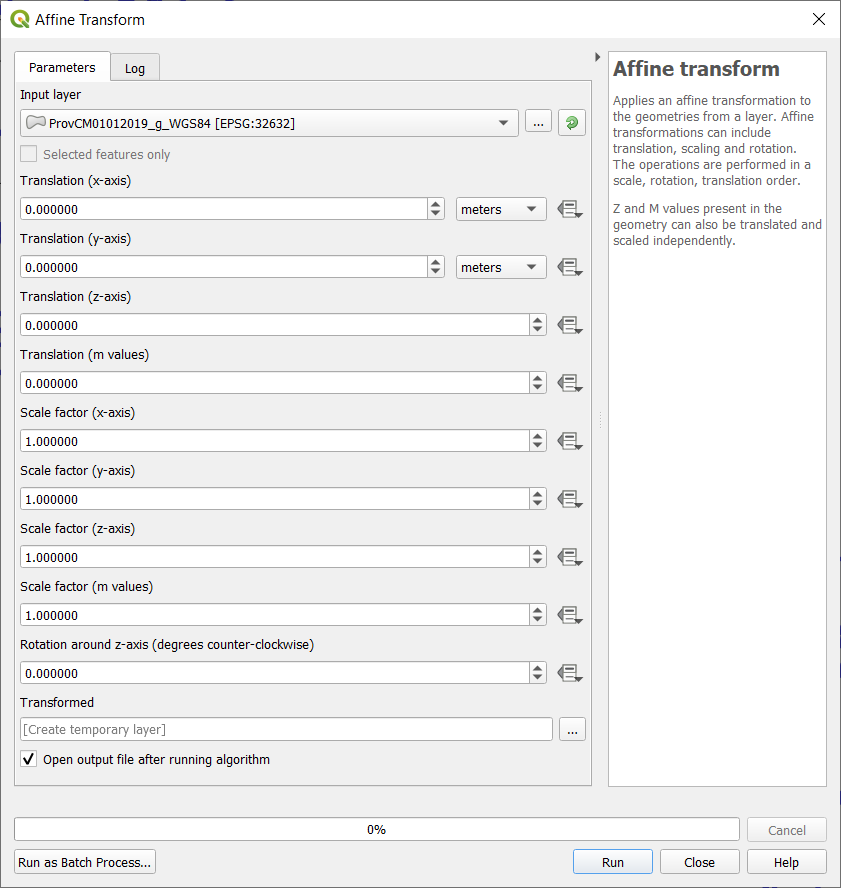 Affine Transform
Parameters
Log
Input layer
ProvCM01012019_g_WGS84 [EPSG:32632]
...
Selected features only
Translation (x-axis)
0.000000
meters
Translation (y-axis)
0.000000
meters
Translation (z-axis)
0.000000
Translation (m values)
0.000000
Scale factor (x-axis)
1.000000
Scale factor (y-axis)
1.000000
Scale factor (z-axis)
1.000000
Scale factor (m values)
1.000000
Rotation around z-axis (degrees counter-clockwise)
0.000000
Transformed
[Create temporary layer]
...
Open output file after running algorithm
Affine transform
Applies an affine transformation to
the geometries from a layer. Affine
transformations can include
translation, scaling and rotation.
The operations are performed in a
scale, rotation, translation order.
Z and M values present in the
geometry can also be translated and
scaled independently.
0%
Cancel
Run as Batch Process...
Run
Close
Help